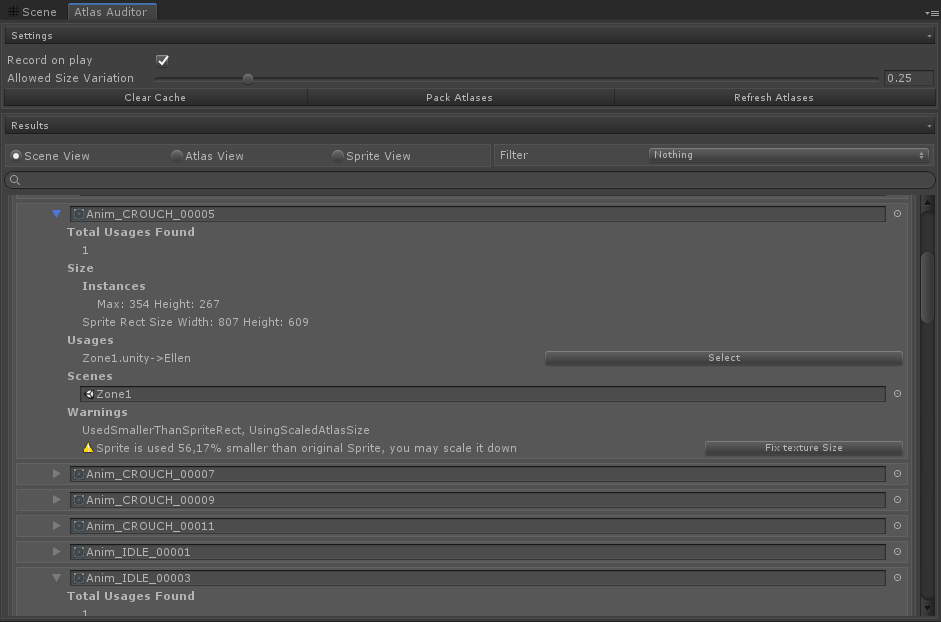 Scene Atlas Auditor
Settings
Record on play
Allowed Size Variation 0.25
Clear Cache Pack Atlases Refresh Atlases
Results
Scene View Atlas View Sprite View Filter Nothing
Anim_CROUCH_00005
Total Usages Found
1
Size
Instances
Max: 354 Height: 267
Sprite Rect Size Width: 807 Height: 609
Usages
Zone1.unity->Ellen Select
Scenes
Zone1
Warnings
UsedSmallerThanSpriteRect, UsingScaledAtlasSize
Sprite is used 56,17% smaller than original Sprite, you may scale it down Fix texture Size
Anim_CROUCH_00007
Anim_CROUCH_00009
Anim_CROUCH_00011
Anim_IDLE_00001
Anim_IDLE_00003
Total Usages Found
1